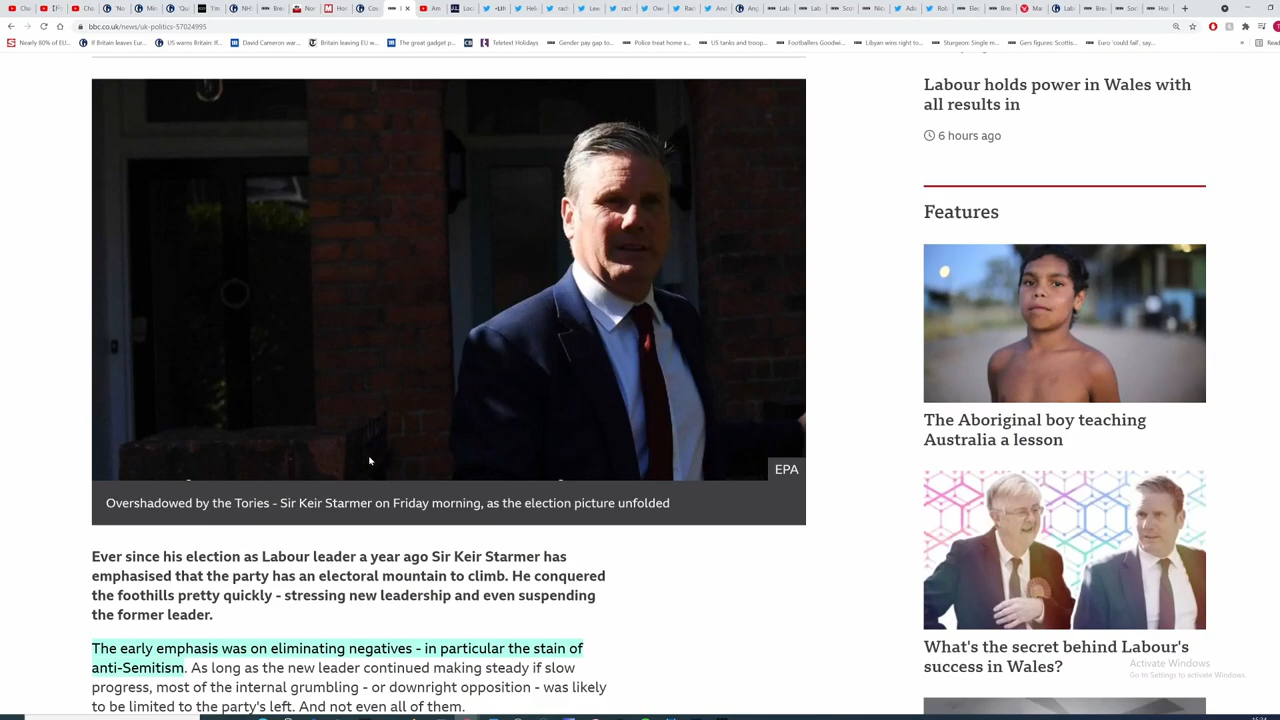 bbc.co.uk/news/uk-politics-57024995
Nearly 80% of EU...
If Britain leaves Eur...
US warns Britain: If...
David Cameron war...
Britain leaving EU w...
The great gadget p...
Teletext Holidays
Gender pay gap to...
Police treat home s...
US tanks and troop...
Footballers Goodwi...
Libyan wins right to...
Sturgeon: Single m...
Gers figures: Scottis...
Euro 'could fail', say...
Labour holds power in Wales with
all results in
6 hours ago
Features
The Aboriginal boy teaching
Australia a lesson
What's the secret behind Labour's
success in Wales?
EPA
Overshadowed by the Tories - Sir Keir Starmer on Friday morning, as the election picture unfolded
Ever since his election as Labour leader a year ago Sir Keir Starmer has
emphasised that the party has an electoral mountain to climb. He conquered
the foothills pretty quickly - stressing new leadership and even suspending
the former leader.
The early emphasis was on eliminating negatives - in particular the stain of
anti-Semitism. As long as the new leader continued making steady if slow
progress, most of the internal grumbling - or downright opposition - was likely
to be limited to the party's left. And not even all of them.
Activate Windows
Go to Settings to activate Windows.